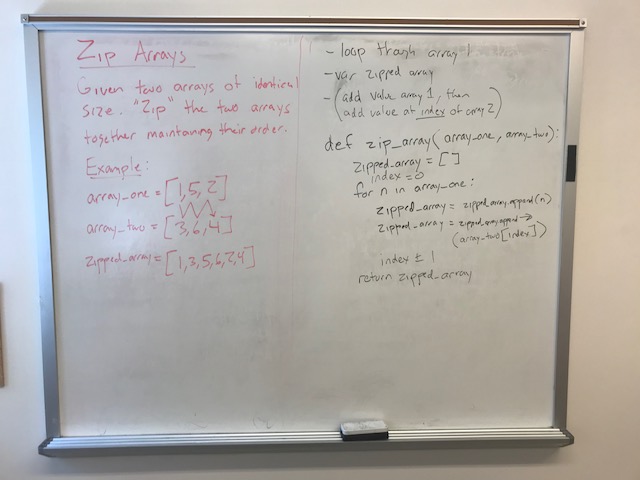 Zip Arrays
Given two arrays of identical
size. "Zip" the two arrays
together maintaning their order.
Example:
array_one = [1,5,2]
array_two = [3,6,4]
zipped_array = [1,3,5,6,2,4]
- loop through array 1
- var zipped array
- (add value array 1, then
add value at index of array 2)
def zip_array(array_one, array_two):
zipped_array = []
index = 0
for n in array_one:
zipped_array = zipped_array.append(n)
zipped_array = zipped_array.append →
(array_two[index])
index ± 1
return zipped_array